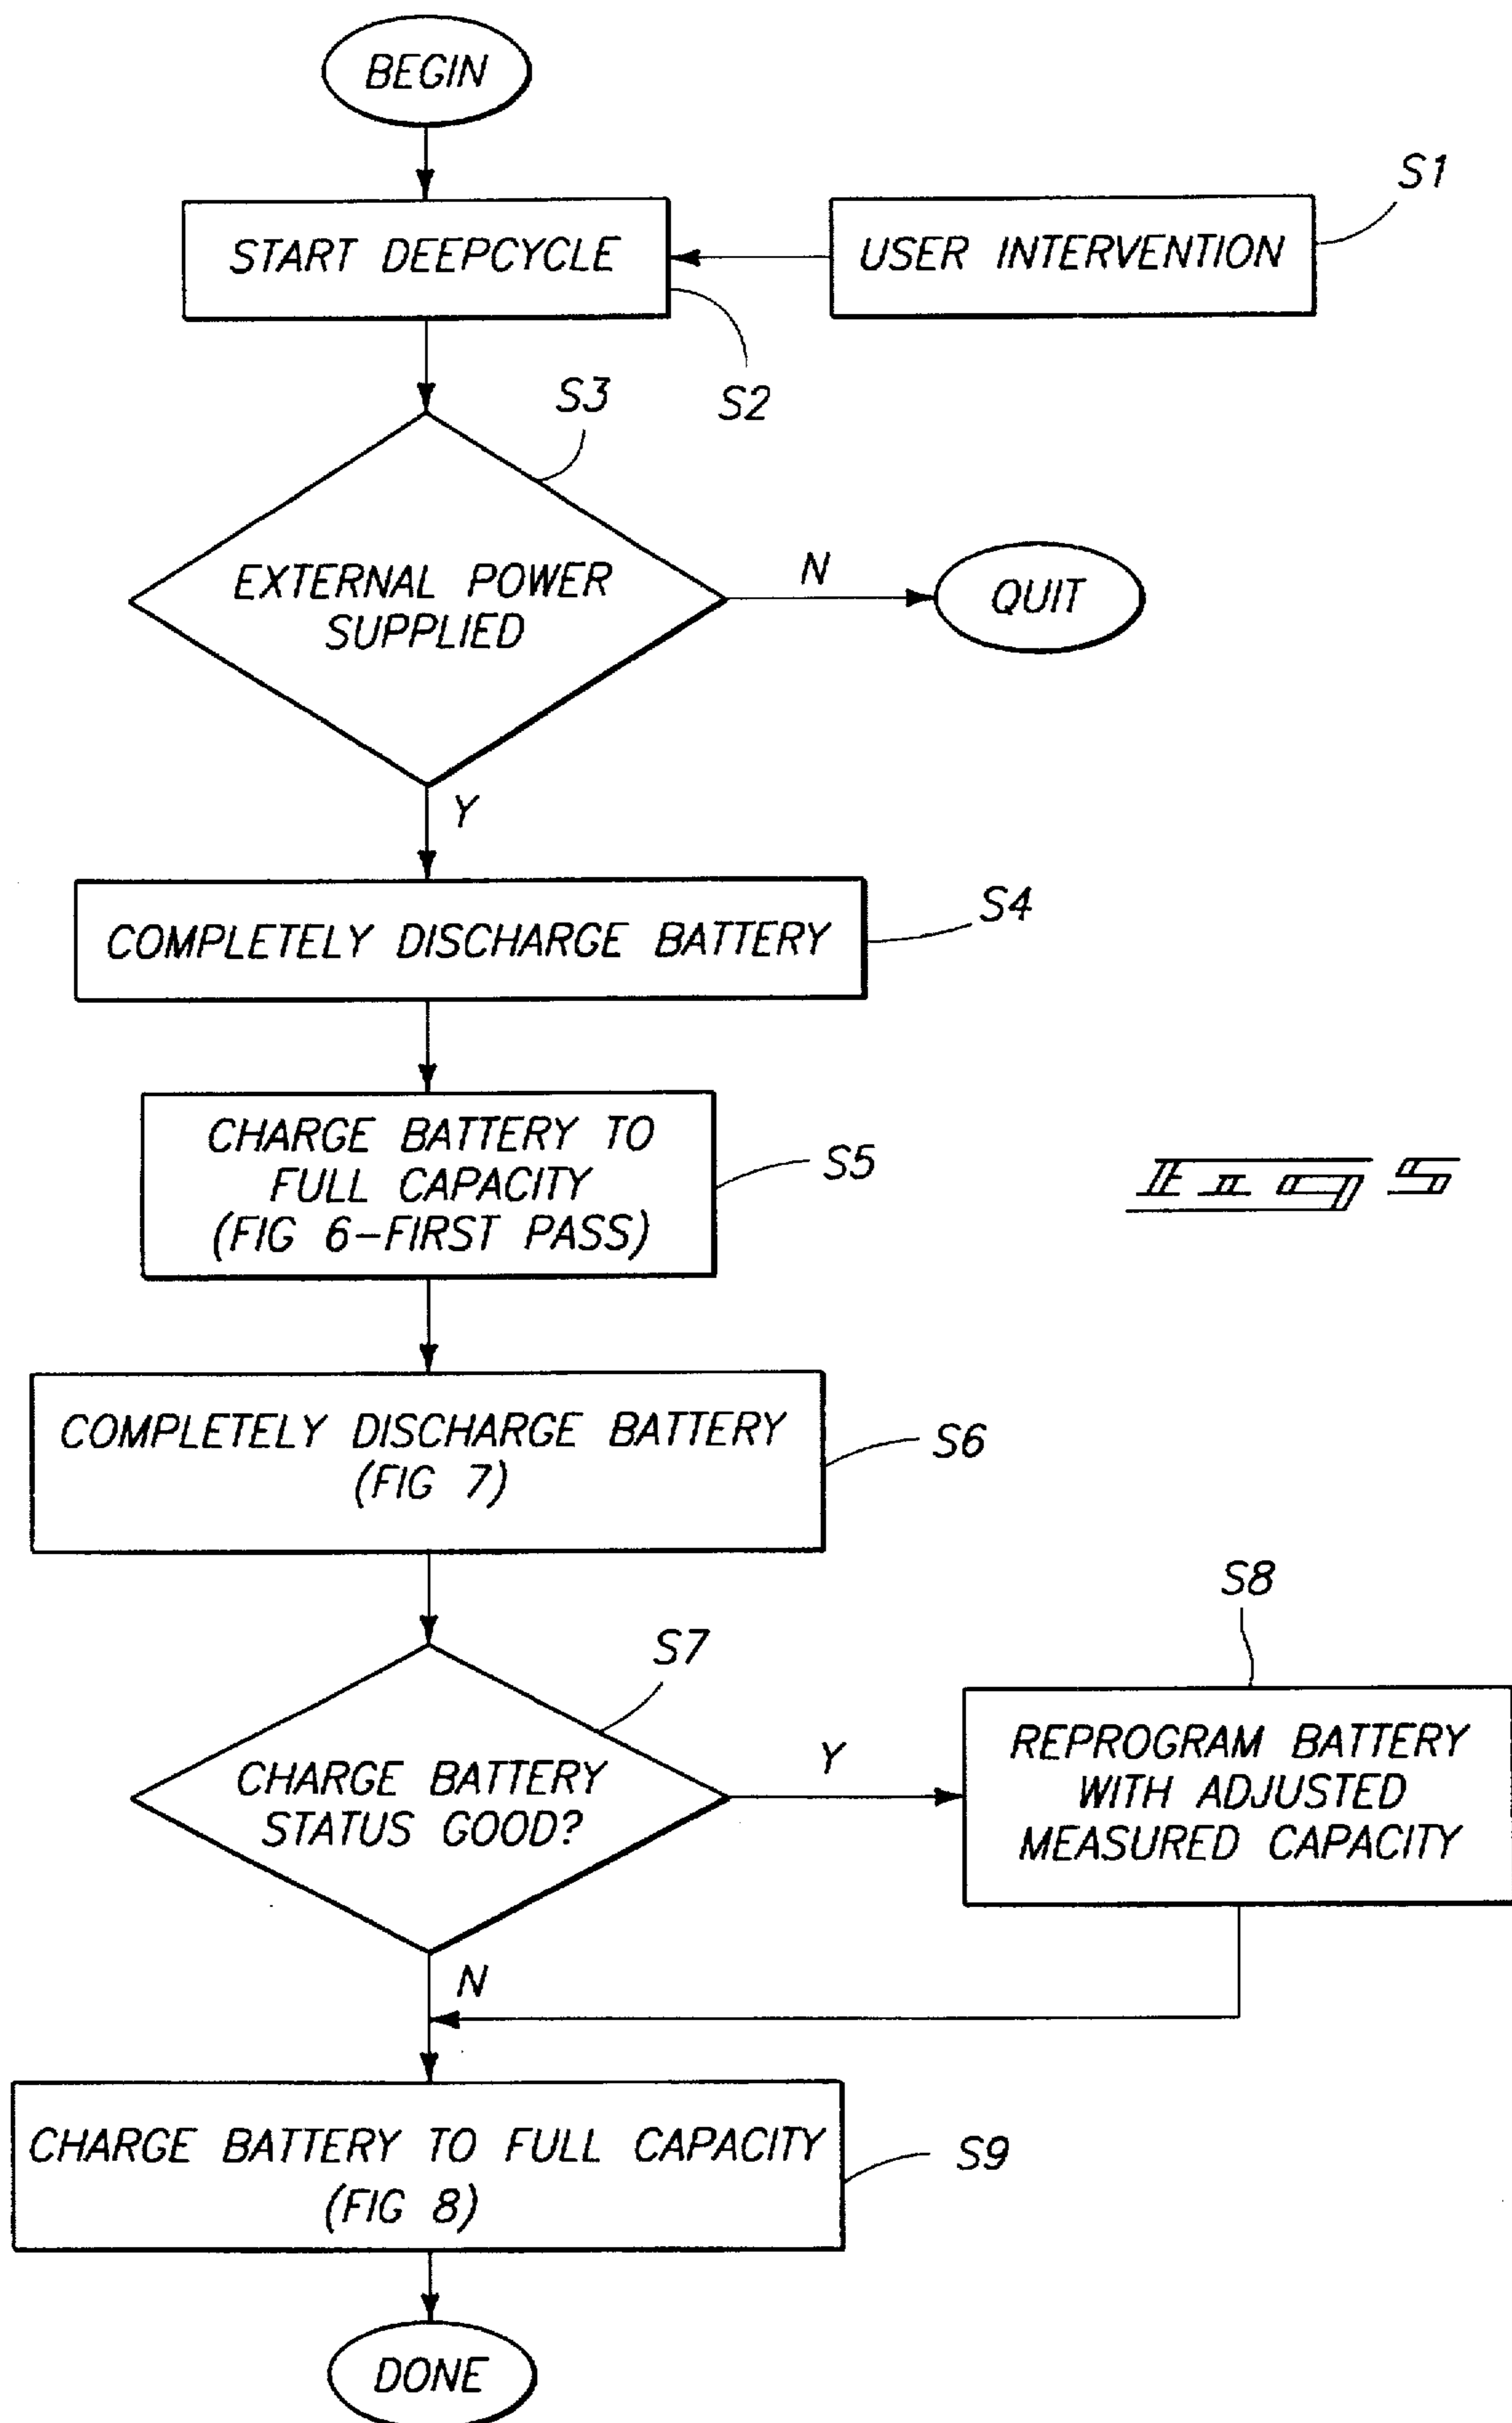 BEGIN
S1
START DEEPCYCLE
USER INTERVENTION
S2
S3
EXTERNAL POWER
SUPPLIED
N
QUIT
Y
COMPLETELY DISCHARGE BATTERY
S4
CHARGE BATTERY TO
FULL CAPACITY
(FIG 6-FIRST PASS)
S5
FIG 5
COMPLETELY DISCHARGE BATTERY
(FIG 7)
S6
S7
CHARGE BATTERY
STATUS GOOD?
Y
S8
REPROGRAM BATTERY
WITH ADJUSTED
MEASURED CAPACITY
N
CHARGE BATTERY TO FULL CAPACITY
(FIG 8)
S9
DONE